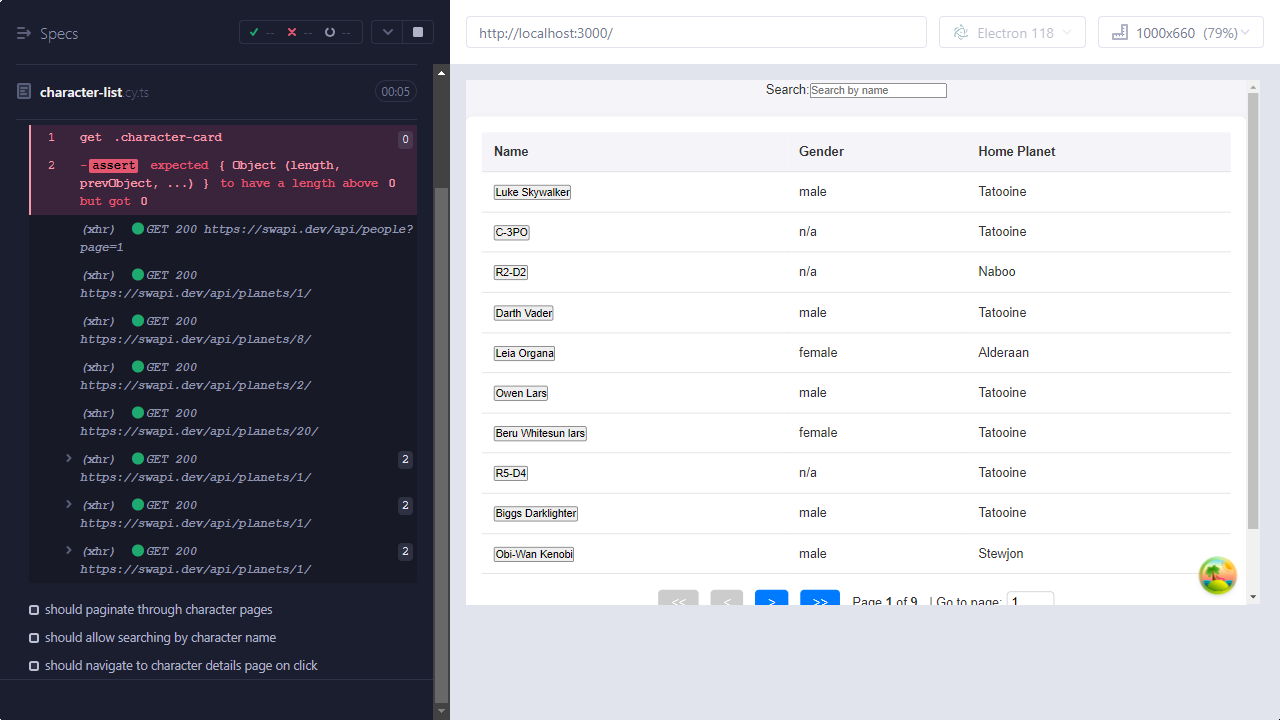 Specs
-- -- --
character-list.cy.ts 00:05
1 get .character-card 0
2 -assert expected { Object (length,
prevObject, ...) } to have a length above 0
but got 0
(xhr) GET 200 https://swapi.dev/api/people?
page=1
(xhr) GET 200
https://swapi.dev/api/planets/1/
(xhr) GET 200
https://swapi.dev/api/planets/8/
(xhr) GET 200
https://swapi.dev/api/planets/2/
(xhr) GET 200
https://swapi.dev/api/planets/20/
(xhr) GET 200 2
https://swapi.dev/api/planets/1/
(xhr) GET 200 2
https://swapi.dev/api/planets/1/
(xhr) GET 200 2
https://swapi.dev/api/planets/1/
should paginate through character pages
should allow searching by character name
should navigate to character details page on click
http://localhost:3000/ Electron 118 1000x660 (79%)
Search: Search by name
Name Gender Home Planet
Luke Skywalker male Tatooine
C-3PO n/a Tatooine
R2-D2 n/a Naboo
Darth Vader male Tatooine
Leia Organa female Alderaan
Owen Lars male Tatooine
Beru Whitesun lars female Tatooine
R5-D4 n/a Tatooine
Biggs Darklighter male Tatooine
Obi-Wan Kenobi male Stewjon
<< < > >> Page 1 of 9 | Go to page: 1